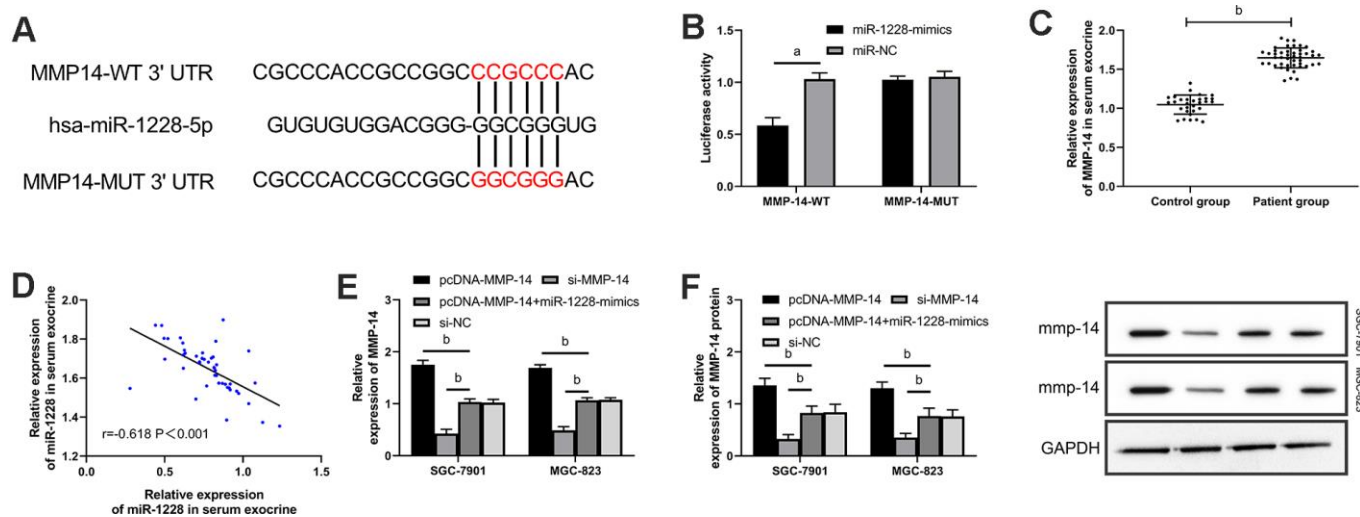 A
MMP14-WT 3' UTR CGCCCACCGCCGGCCCGCCCAC
hsa-miR-1228-5p GUGUGUGGACGGG-GGCGGGUG
MMP14-MUT 3' UTR CGCCCACCGCCGGCGGCGGGAC
B
miR-1228-mimics
miR-NC
Luciferase activity
1.5
1.0
0.5
0.0
a
MMP-14-WT MMP-14-MUT
C
b
Relative expression
of MMP-14 in serum exocrine
2.0
1.5
1.0
0.5
0.0
Control group Patient group
D
Relative expression
of miR-1228 in serum exocrine
2.0
1.8
1.6
1.4
1.2
r=-0.618 P<0.001
0.0 0.5 1.0 1.5
Relative expression
of miR-1228 in serum exocrine
E
pcDNA-MMP-14 si-MMP-14
pcDNA-MMP-14+miR-1228-mimics
si-NC
Relative
expression of MMP-14
3
2
1
0
b b
b b
SGC-7901 MGC-823
F
pcDNA-MMP-14 si-MMP-14
pcDNA-MMP-14+miR-1228-mimics
si-NC
Relative
expression of MMP-14 protein
3
2
1
0
b b
b b
SGC-7901 MGC-823
mmp-14
mmp-14
GAPDH
SGC-7901